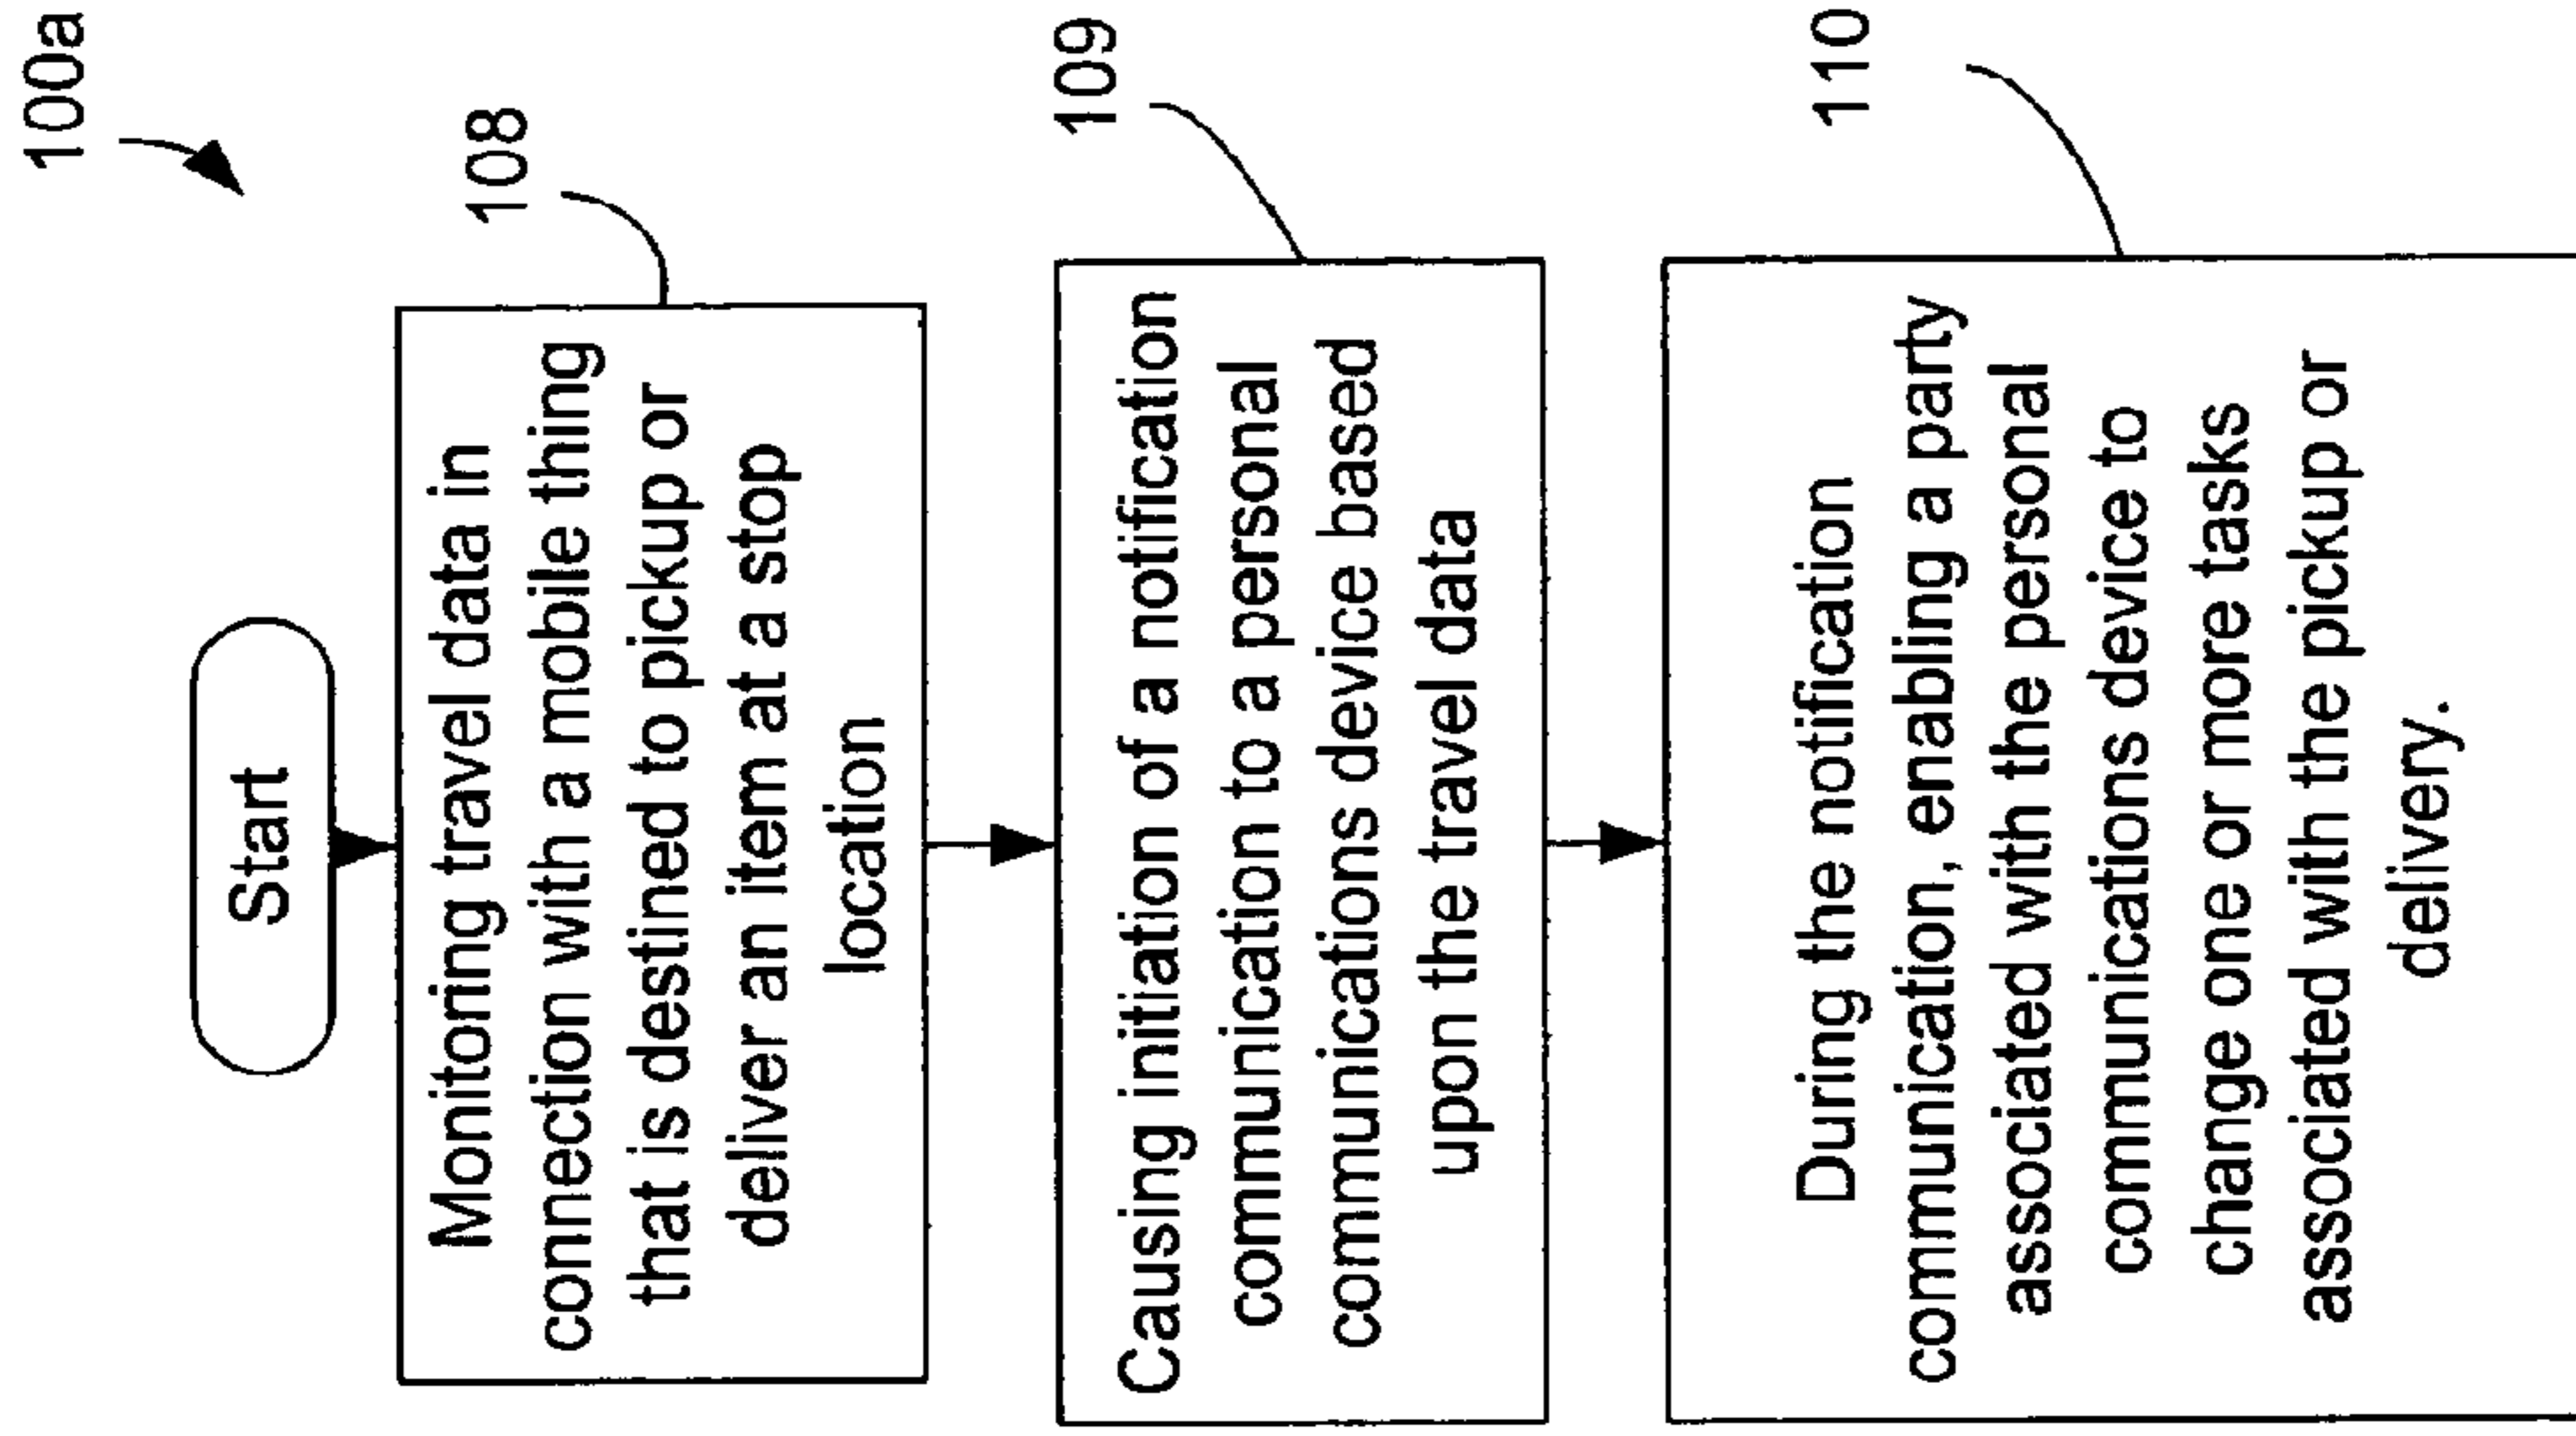 100a
Start
108
Monitoring travel data in
connection with a mobile thing
that is destined to pickup or
deliver an item at a stop
location
109
Causing initiation of a notification
communication to a personal
communications device based
upon the travel data
110
During the notification
communication, enabling a party
associated with the personal
communications device to
change one or more tasks
associated with the pickup or
delivery.